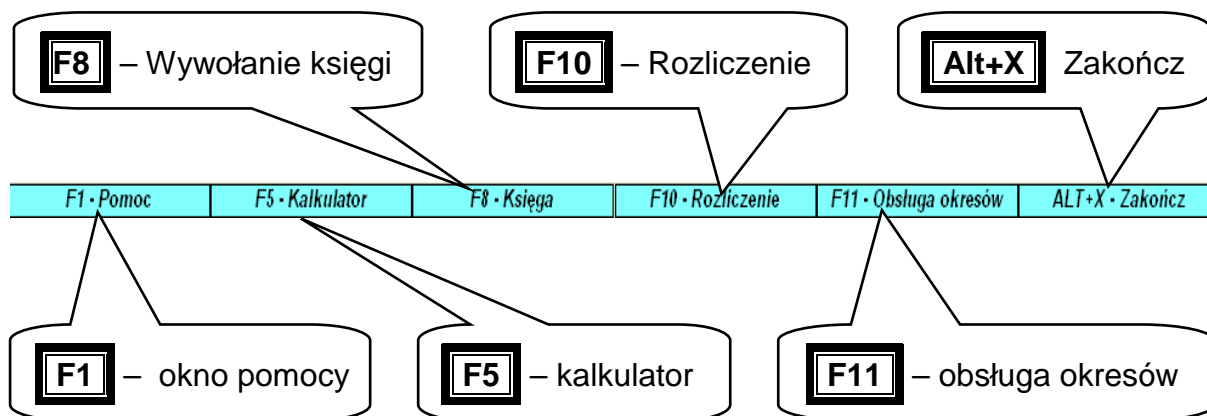 F8 – Wywołanie księgi
F10 – Rozliczenie
Alt+X Zakończ
F1 - Pomoc
F5 - Kalkulator
F8 - Księga
F10 - Rozliczenie
F11 - Obsługa okresów
ALT+X - Zakończ
F1 – okno pomocy
F5 – kalkulator
F11 – obsługa okresów